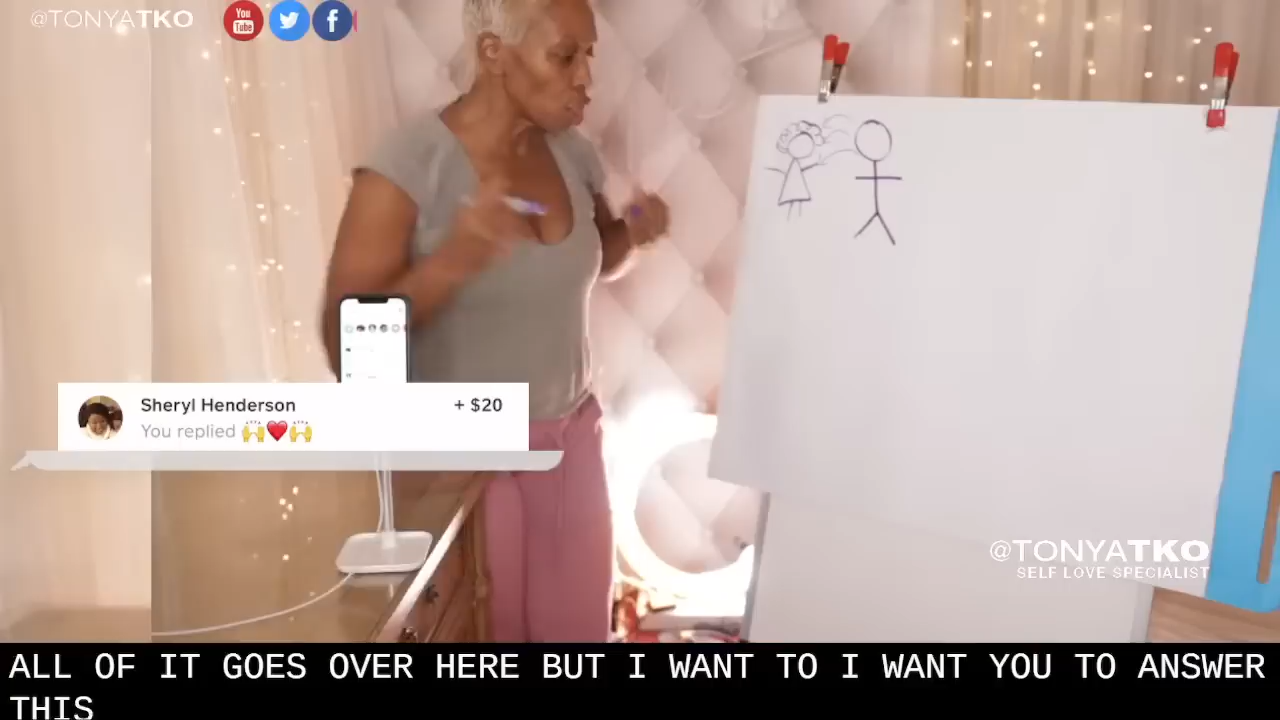 @TONYATKO
You
Tube
Sheryl Henderson
+ $20
You replied 🙌❤️🙌
@TONYATKO
SELF LOVE SPECIALIST
ALL OF IT GOES OVER HERE BUT I WANT TO I WANT YOU TO ANSWER
THIS